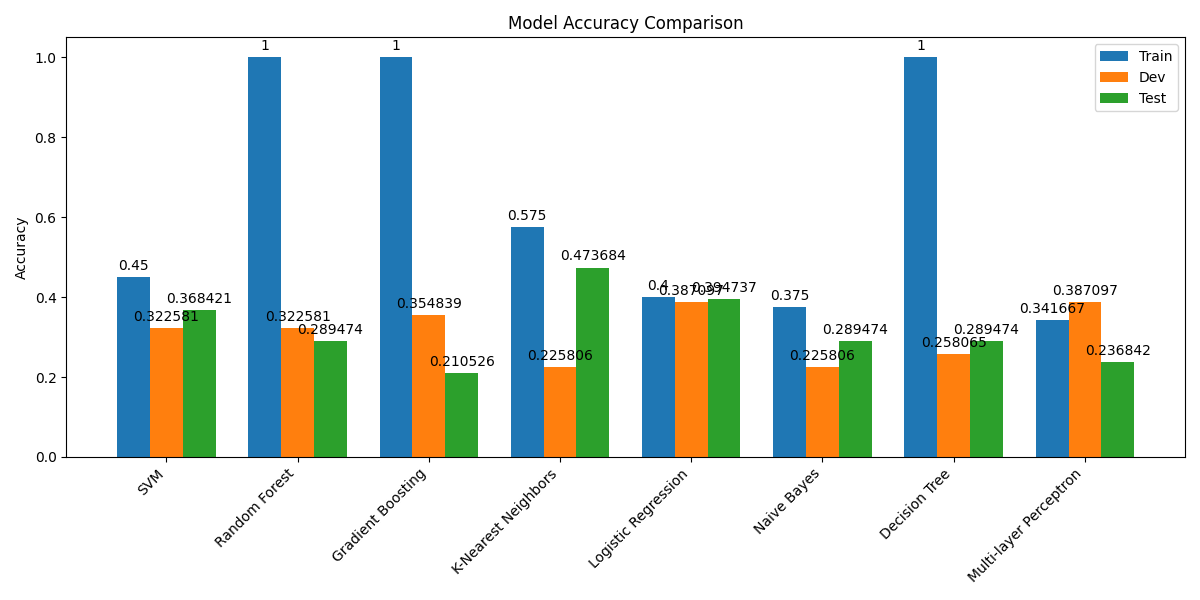 Model Accuracy Comparison
Accuracy
1.0
0.8
0.6
0.4
0.2
0.0
Train
Dev
Test
0.45
0.322581
0.368421
1
0.322581
0.289474
1
0.354839
0.210526
0.575
0.225806
0.473684
0.4
0.387097
0.394737
0.375
0.225806
0.289474
1
0.258065
0.289474
0.341667
0.387097
0.236842
SVM
Random Forest
Gradient Boosting
K-Nearest Neighbors
Logistic Regression
Naive Bayes
Decision Tree
Multi-layer Perceptron